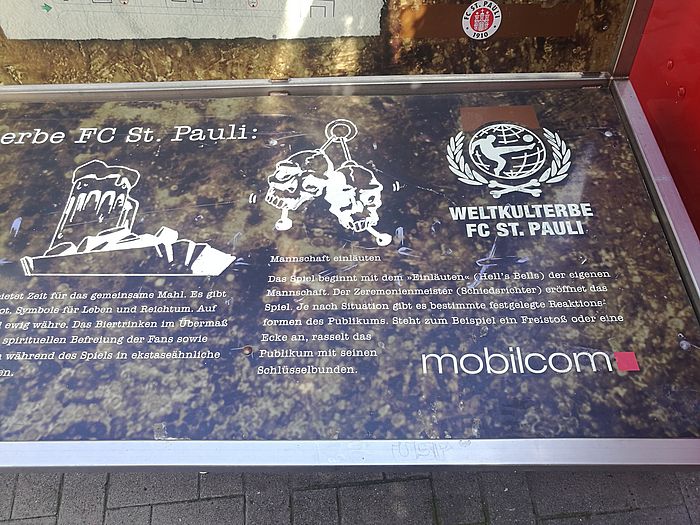 FC ST. PAULI
1910
erbe FC St. Pauli:
WELTKULTERBE
FC ST. PAULI
Mannschaft einläuten
Das Spiel beginnt mit dem »Einläuten« (Hell's Bells) der eigenen
Mannschaft. Der Zeremonienmeister (Schiedsrichter) eröffnet das
Spiel. Je nach Situation gibt es bestimmte festgelegte Reaktions-
formen des Publikums. Steht zum Beispiel ein Freistoß oder eine
Ecke an, rasselt das
Publikum mit seinen
Schlüsselbunden.
bietet Zeit für das gemeinsame Mahl. Es gibt
ot, Symbole für Leben und Reichtum. Auf
ewig währe. Das Biertrinken im Übermaß
spirituellen Befreiung der Fans sowie
während des Spiels in ekstaseähnliche
en.
mobilcom